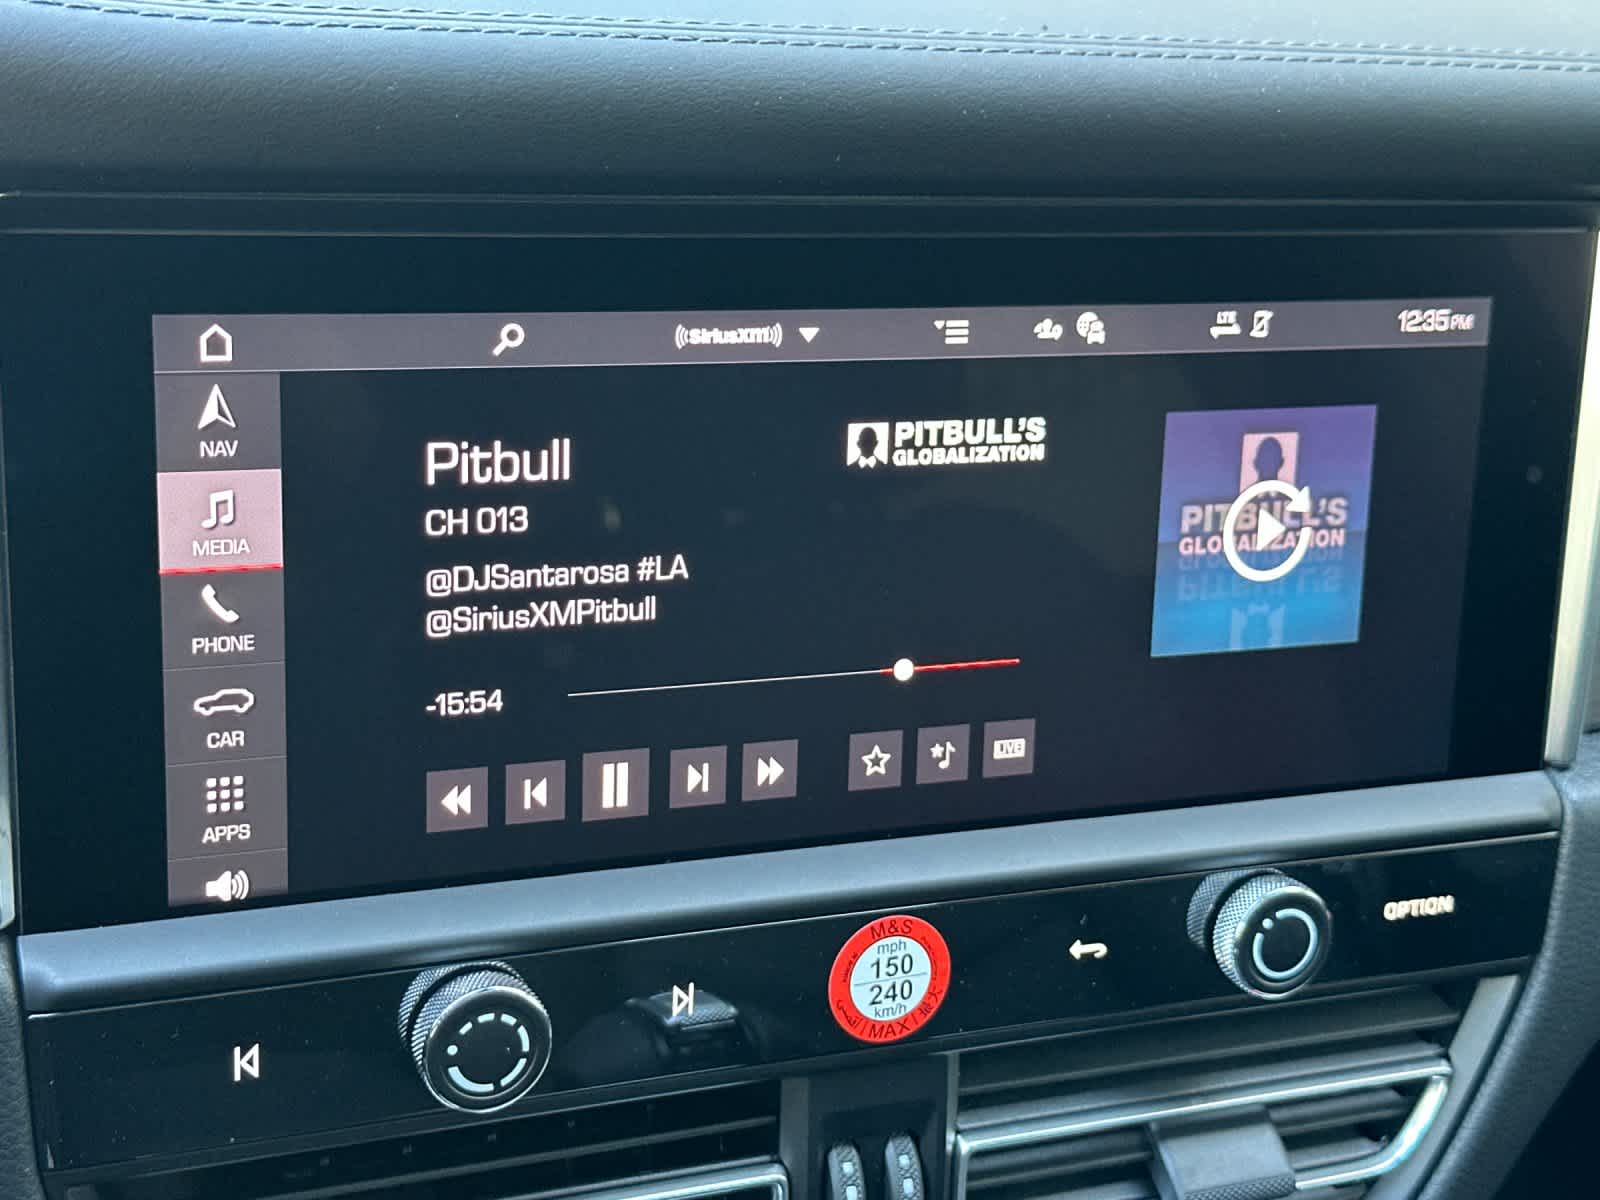 ((SiriusXM))
LTE
12:35 PM
NAV
MEDIA
PHONE
CAR
APPS
Pitbull
CH 013
@DJSantarosa #LA
@SiriusXMPitbull
-15:54
PITBULL'S
GLOBALIZATION
PITBULL'S
GLOBALIZATION
LIVE
OPTION
M&S
mph
150
240
km/h
MAX